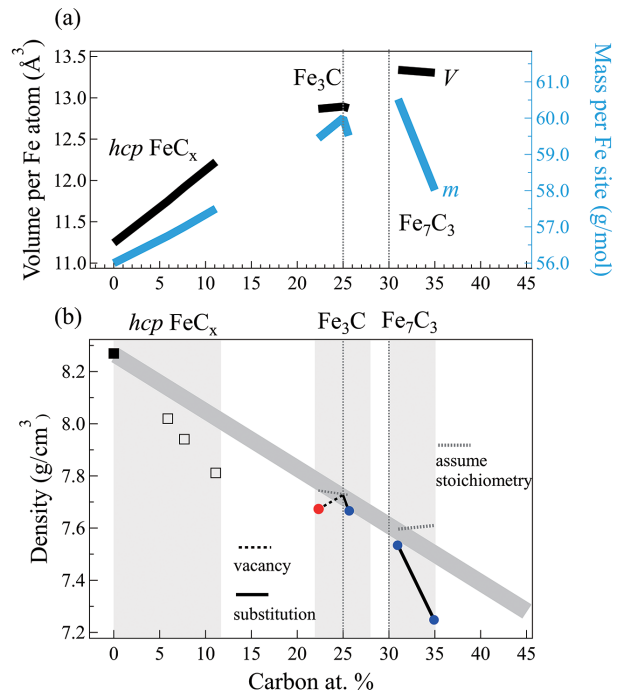 (a)
13.5
13.0
12.5
12.0
11.5
11.0
Volume per Fe atom (Å³)
Fe₃C
V
hcp FeCₓ
m
Fe₇C₃
61.0
60.0
59.0
58.0
57.0
56.0
Mass per Fe site (g/mol)
0 5 10 15 20 25 30 35 40 45
(b)
hcp FeCₓ Fe₃C Fe₇C₃
8.2
8.0
7.8
7.6
7.4
7.2
Density (g/cm³)
assume
stoichiometry
vacancy
substitution
0 5 10 15 20 25 30 35 40 45
Carbon at. %